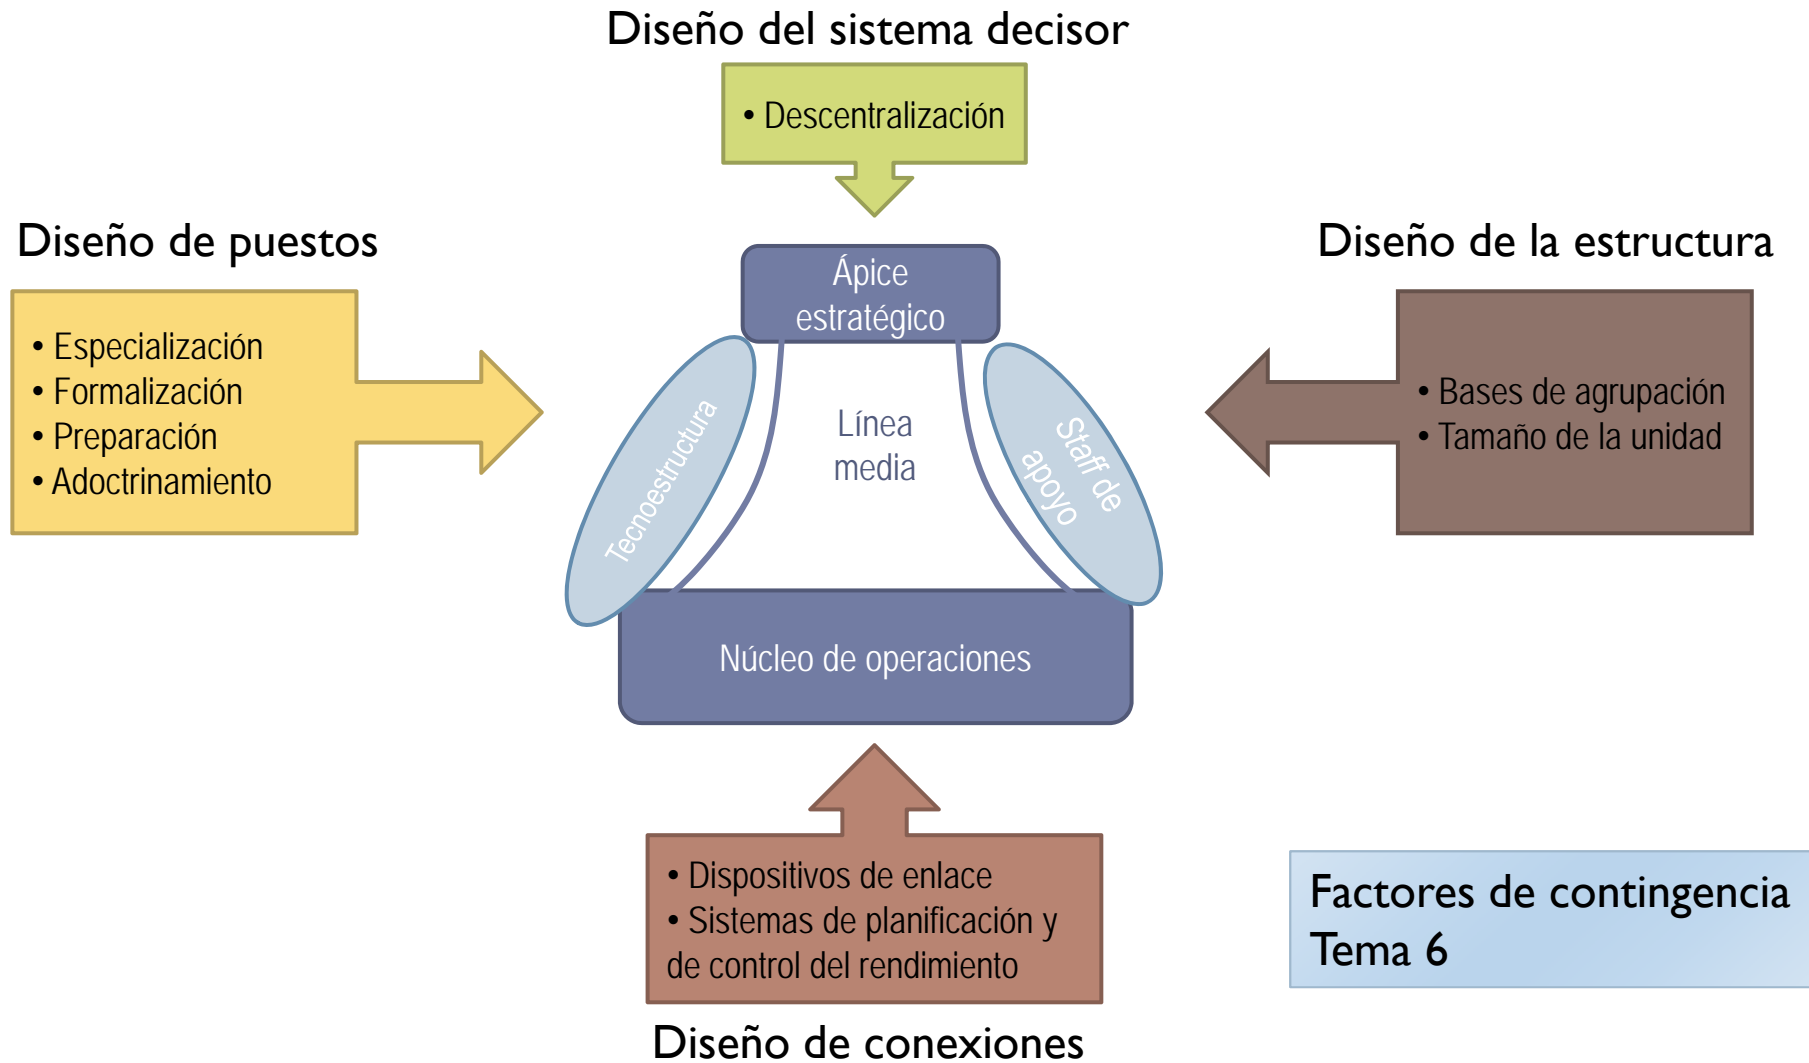 Diseño del sistema decisor
• Descentralización
Diseño de puestos
• Especialización
• Formalización
• Preparación
• Adoctrinamiento
Ápice
estratégico
Tecnoestructura
Línea
media
Staff de
apoyo
Núcleo de operaciones
Diseño de la estructura
• Bases de agrupación
• Tamaño de la unidad
• Dispositivos de enlace
• Sistemas de planificación y
de control del rendimiento
Diseño de conexiones
Factores de contingencia
Tema 6